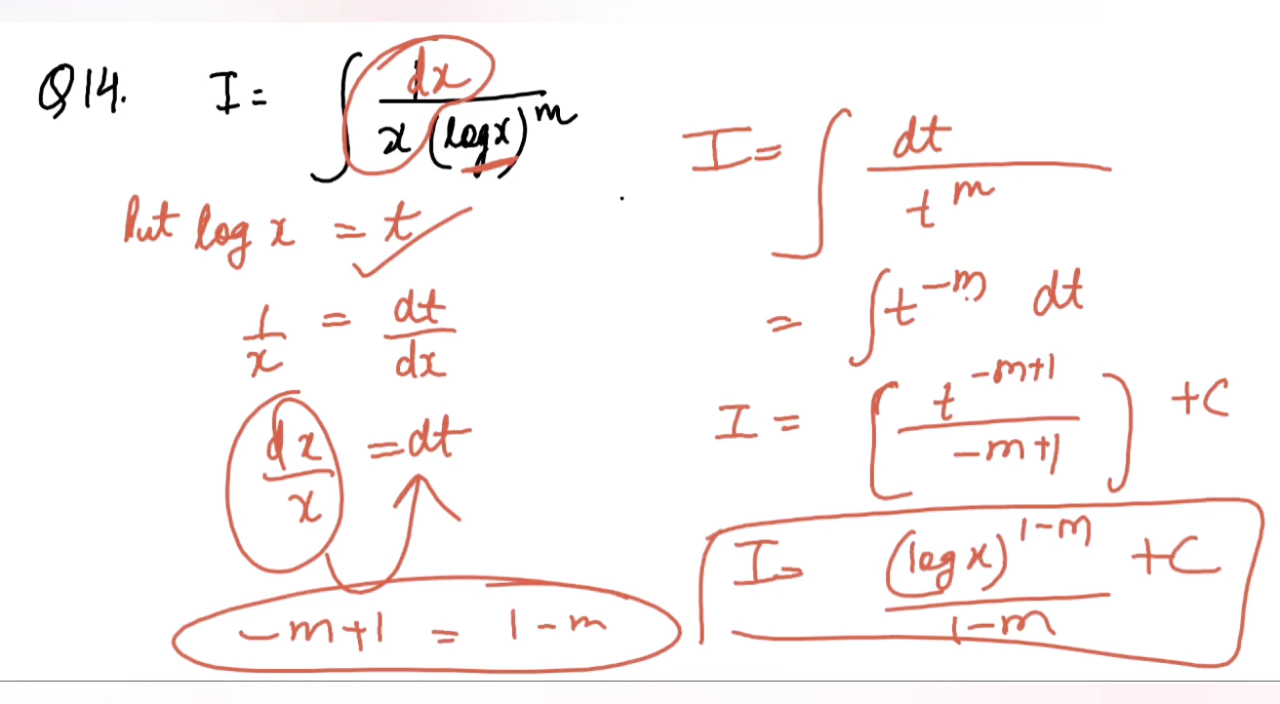 Q14. I = ∫ dx / x (log x)^m
Put log x = t
1/x = dt/dx
dx/x = dt
-m+1 = 1-m
I = ∫ dt / t^m
= ∫ t^-m dt
I = [ t^-m+1 / -m+1 ] + C
I = (log x)^1-m / 1-m + C